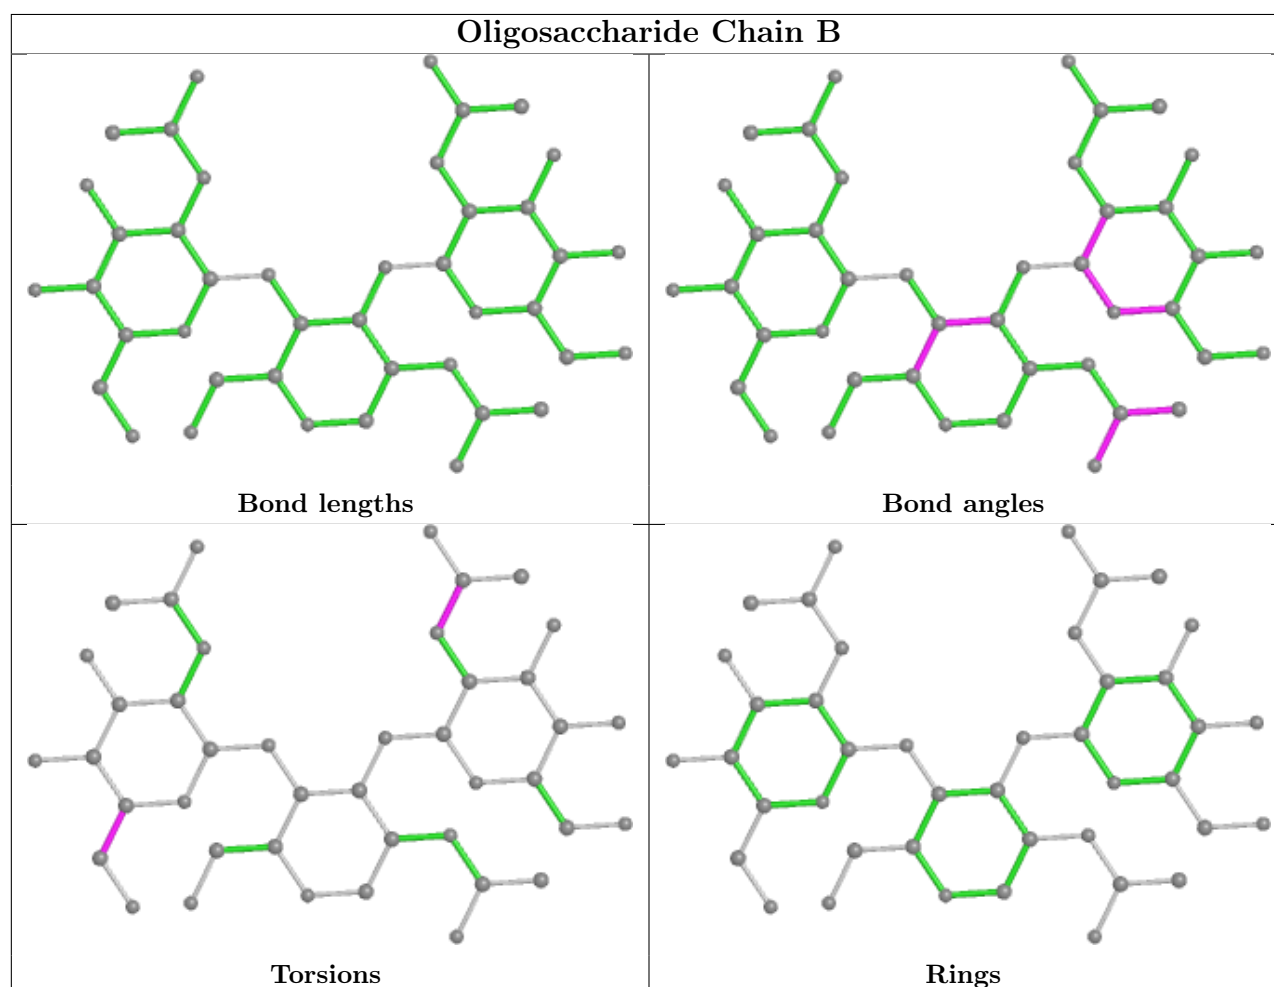 Oligosaccharide Chain B
Bond lengths
Bond angles
Torsions
Rings